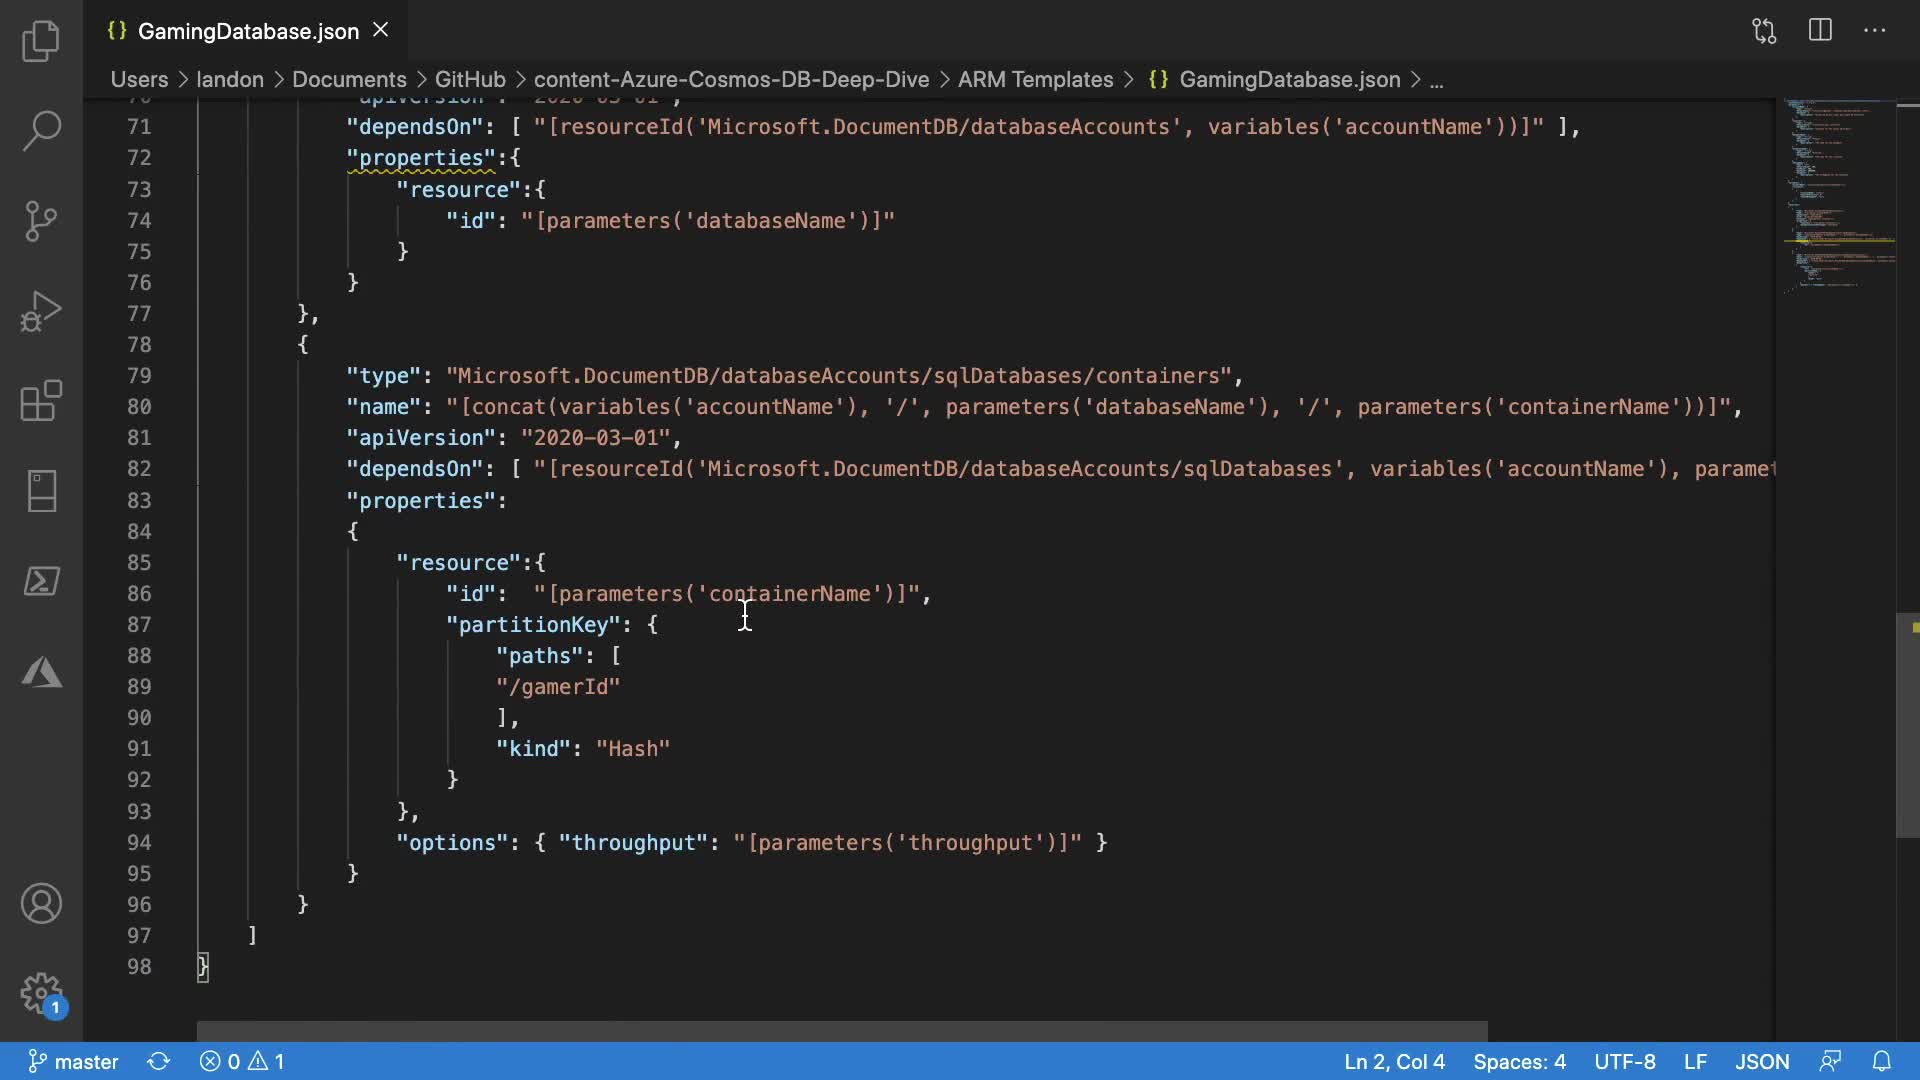 {} GamingDatabase.json
Users > landon > Documents > GitHub > content-Azure-Cosmos-DB-Deep-Dive > ARM Templates > {} GamingDatabase.json > ...
70 "apiVersion": "2020-03-01",
71 "dependsOn": [ "[resourceId('Microsoft.DocumentDB/databaseAccounts', variables('accountName'))]" ],
72 "properties":{
73 "resource":{
74 "id": "[parameters('databaseName')]"
75 }
76 }
77 },
78 {
79 "type": "Microsoft.DocumentDB/databaseAccounts/sqlDatabases/containers",
80 "name": "[concat(variables('accountName'), '/', parameters('databaseName'), '/', parameters('containerName'))]",
81 "apiVersion": "2020-03-01",
82 "dependsOn": [ "[resourceId('Microsoft.DocumentDB/databaseAccounts/sqlDatabases', variables('accountName'), paramet
83 "properties":
84 {
85 "resource":{
86 "id":  "[parameters('containerName')]",
87 "partitionKey": {
88 "paths": [
89 "/gamerId"
90 ],
91 "kind": "Hash"
92 }
93 },
94 "options": { "throughput": "[parameters('throughput')]" }
95 }
96 }
97 ]
98 }
1
master 0 1 Ln 2, Col 4 Spaces: 4 UTF-8 LF JSON